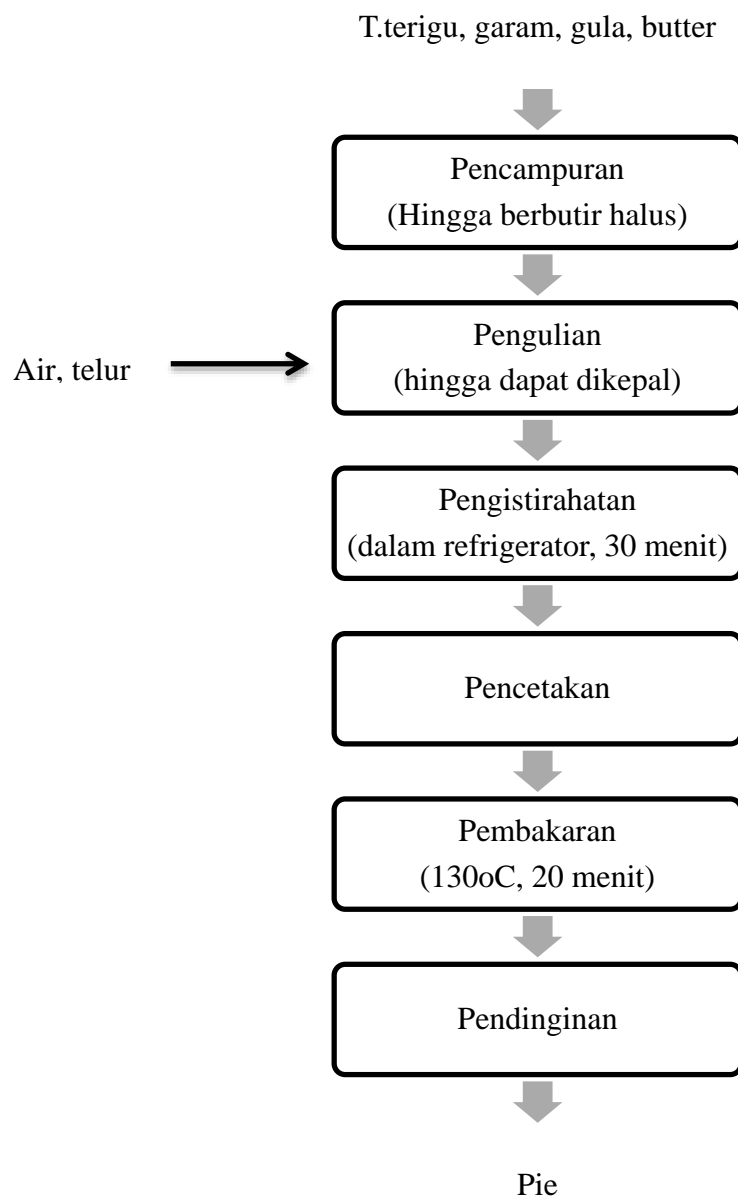 T.terigu, garam, gula, butter
Pencampuran
(Hingga berbutir halus)
Air, telur
Pengulian
(hingga dapat dikepal)
Pengistirahatan
(dalam refrigerator, 30 menit)
Pencetakan
Pembakaran
(130oC, 20 menit)
Pendinginan
Pie